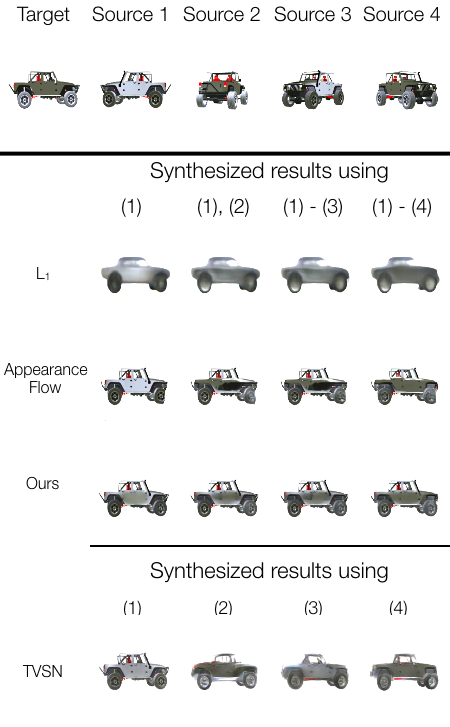 Target Source 1 Source 2 Source 3 Source 4
Synthesized results using
(1) (1), (2) (1) - (3) (1) - (4)
L1
Appearance
Flow
Ours
Synthesized results using
(1) (2) (3) (4)
TVSN